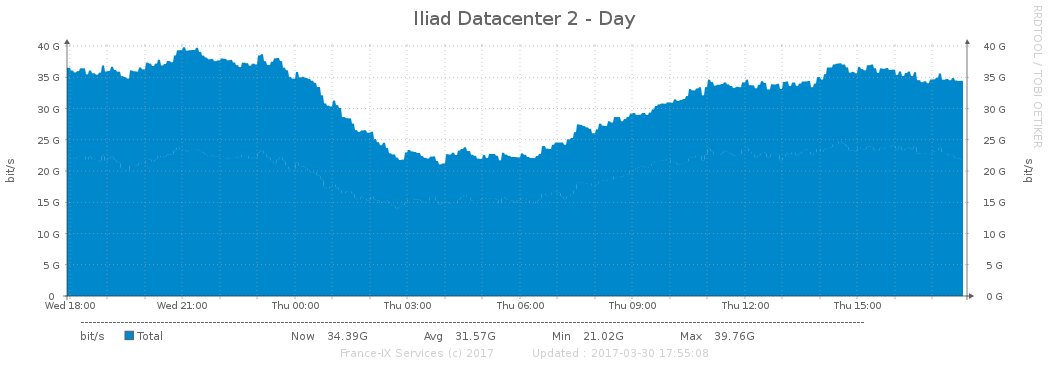 Iliad Datacenter 2 - Day
RRDTOOL / TOBI OETIKER
bit/s
40 G
35 G
30 G
25 G
20 G
15 G
10 G
5 G
0
40 G
35 G
30 G
25 G
20 G
15 G
10 G
5 G
0 G
bit/s
Wed 18:00 Wed 21:00 Thu 00:00 Thu 03:00 Thu 06:00 Thu 09:00 Thu 12:00 Thu 15:00
bit/s Total Now 34.39G Avg 31.57G Min 21.02G Max 39.76G
France-IX Services (c) 2017 Updated : 2017-03-30 17:55:08